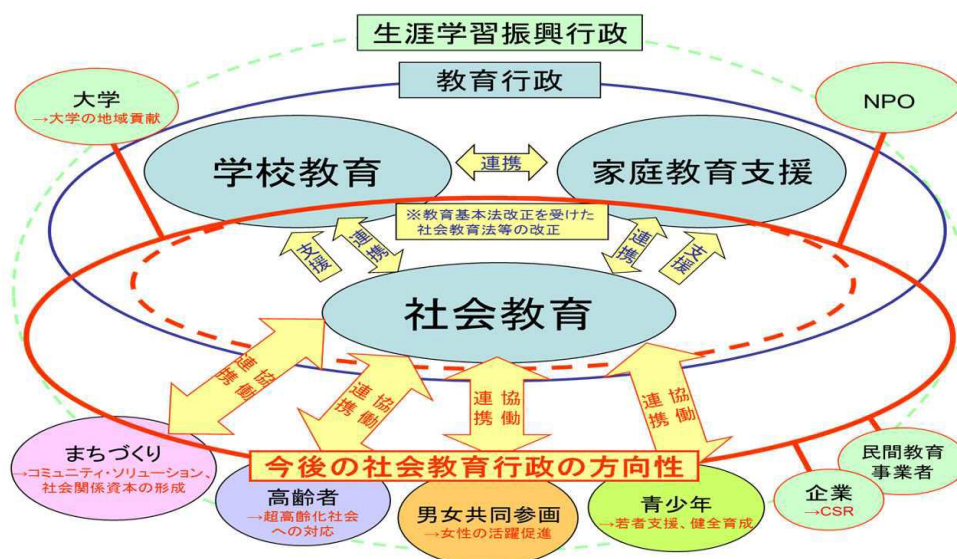 生涯学習振興行政
教育行政
大学
→大学の地域貢献
NPO
学校教育
連携
家庭教育支援
※教育基本法改正を受けた
社会教育法等の改正
支援
連携
連携
支援
社会教育
連携
協働
連携
協働
連携
協働
連携
協働
まちづくり
→コミュニティ・ソリューション、
社会関係資本の形成
今後の社会教育行政の方向性
高齢者
→超高齢化社会
への対応
男女共同参画
→女性の活躍促進
青少年
→若者支援、健全育成
企業
→CSR
民間教育
事業者